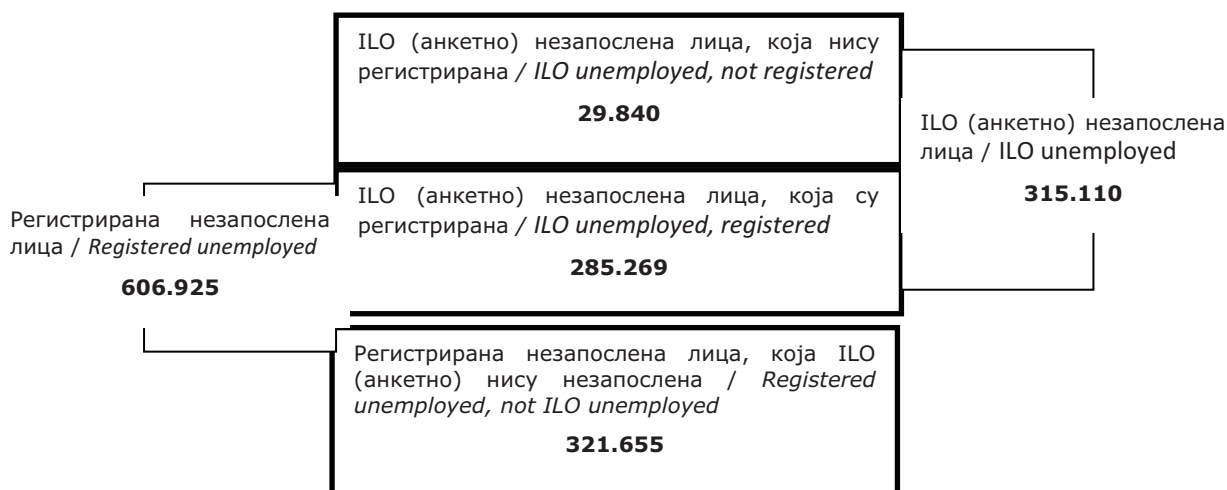 ILO (анкетно) незапослена лица, која нису
регистрирана / ILO unemployed, not registered
29.840
ILO (анкетно) незапослена
лица / ILO unemployed
315.110
ILO (анкетно) незапослена лица, која су
регистрирана / ILO unemployed, registered
285.269
Регистрирана незапослена
лица / Registered unemployed
606.925
Регистрирана незапослена лица, која ILO
(анкетно) нису незапослена / Registered
unemployed, not ILO unemployed
321.655